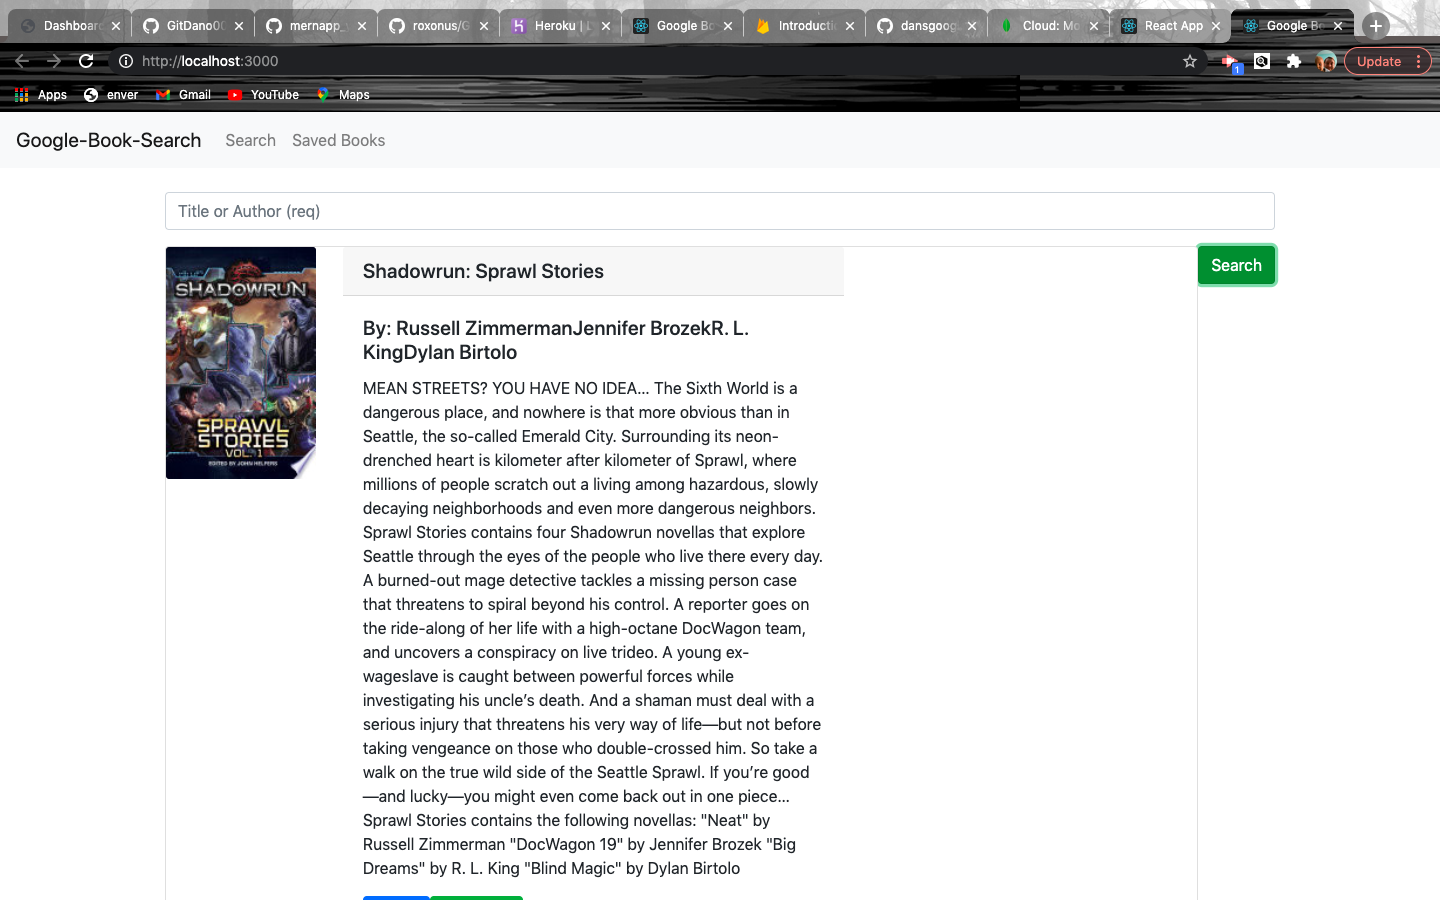 Dashboar
GitDano0
mernapp_
roxonus/G
Heroku |
Google Bo
Introducti
dansgoog
Cloud: Mo
React App
Google B
http://localhost:3000
1
Update
Apps
enver
Gmail
YouTube
Maps
Google-Book-Search
Search
Saved Books
Title or Author (req)
Search
SHADOWRUN
SPRAWL
STORIES
VOL. 1
EDITED BY JOHN HELFERS
Shadowrun: Sprawl Stories
By: Russell ZimmermanJennifer BrozekR. L.
KingDylan Birtolo
MEAN STREETS? YOU HAVE NO IDEA... The Sixth World is a
dangerous place, and nowhere is that more obvious than in
Seattle, the so-called Emerald City. Surrounding its neon-
drenched heart is kilometer after kilometer of Sprawl, where
millions of people scratch out a living among hazardous, slowly
decaying neighborhoods and even more dangerous neighbors.
Sprawl Stories contains four Shadowrun novellas that explore
Seattle through the eyes of the people who live there every day.
A burned-out mage detective tackles a missing person case
that threatens to spiral beyond his control. A reporter goes on
the ride-along of her life with a high-octane DocWagon team,
and uncovers a conspiracy on live trideo. A young ex-
wageslave is caught between powerful forces while
investigating his uncle’s death. And a shaman must deal with a
serious injury that threatens his very way of life—but not before
taking vengeance on those who double-crossed him. So take a
walk on the true wild side of the Seattle Sprawl. If you’re good
—and lucky—you might even come back out in one piece...
Sprawl Stories contains the following novellas: "Neat" by
Russell Zimmerman "DocWagon 19" by Jennifer Brozek "Big
Dreams" by R. L. King "Blind Magic" by Dylan Birtolo